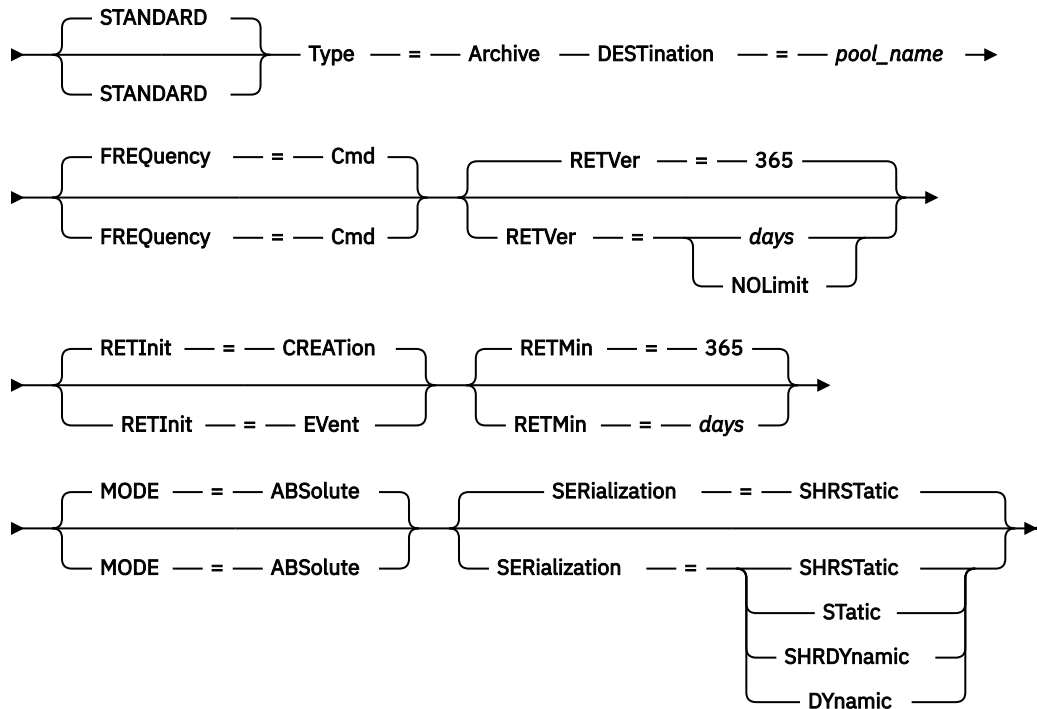 STANDARD
Type = Archive DESTination = pool_name
STANDARD
FREQuency = Cmd RETVer = 365
FREQuency = Cmd RETVer = days
NOLimit
RETInit = CREATion RETMin = 365
RETInit = EVent RETMin = days
MODE = ABSolute SERialization = SHRSTatic
MODE = ABSolute SERialization = SHRSTatic
STatic
SHRDYnamic
DYnamic